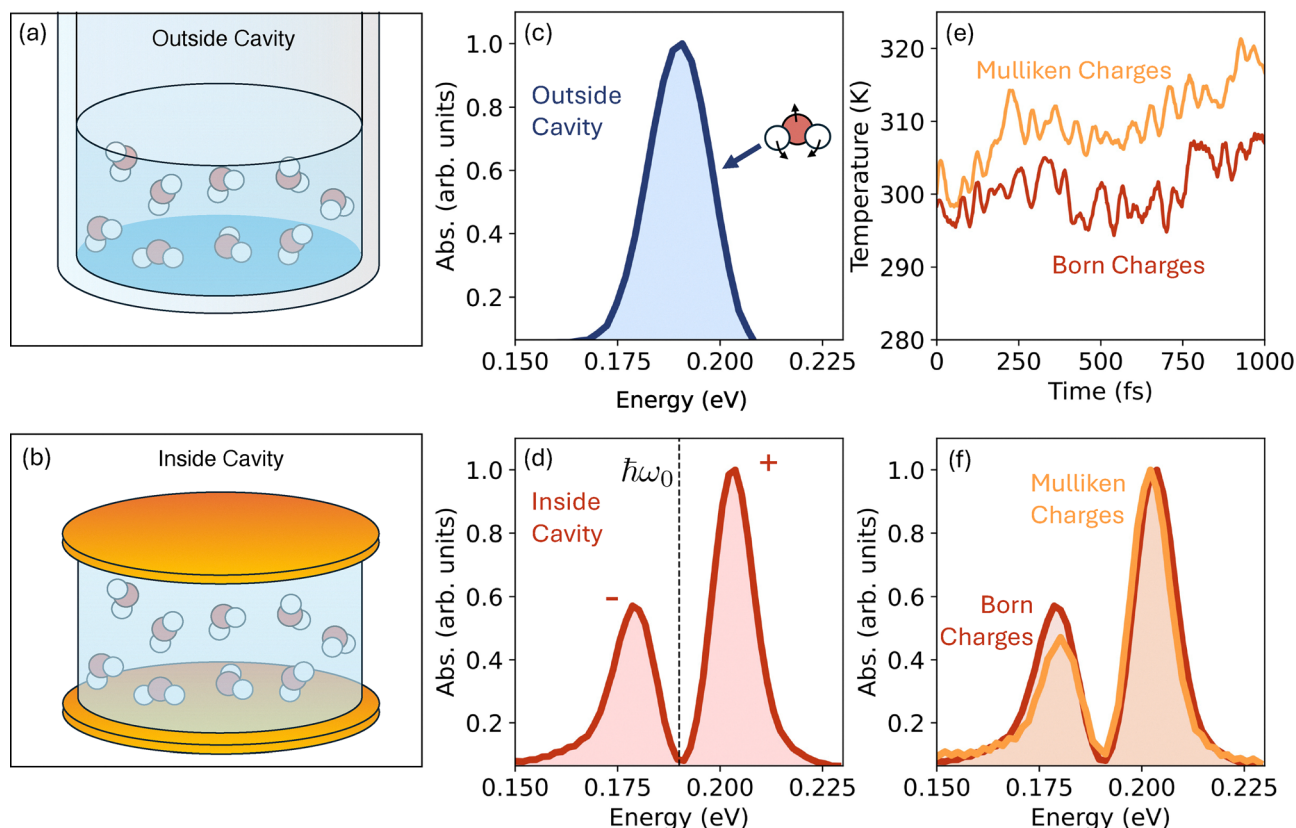 (a)
Outside Cavity
(b)
Inside Cavity
(c)
Outside
Cavity
Abs. (arb. units)
1.0
0.8
0.6
0.4
0.2
0.150
0.175
0.200
0.225
Energy (eV)
(d)
ħω₀
+
Inside
Cavity
−
Abs. (arb. units)
1.0
0.8
0.6
0.4
0.2
0.150
0.175
0.200
0.225
Energy (eV)
(e)
Mulliken Charges
Born Charges
Temperature (K)
320
310
300
290
280
0
250
500
750
1000
Time (fs)
(f)
Mulliken
Charges
Born
Charges
Abs. (arb. units)
1.0
0.8
0.6
0.4
0.2
0.150
0.175
0.200
0.225
Energy (eV)